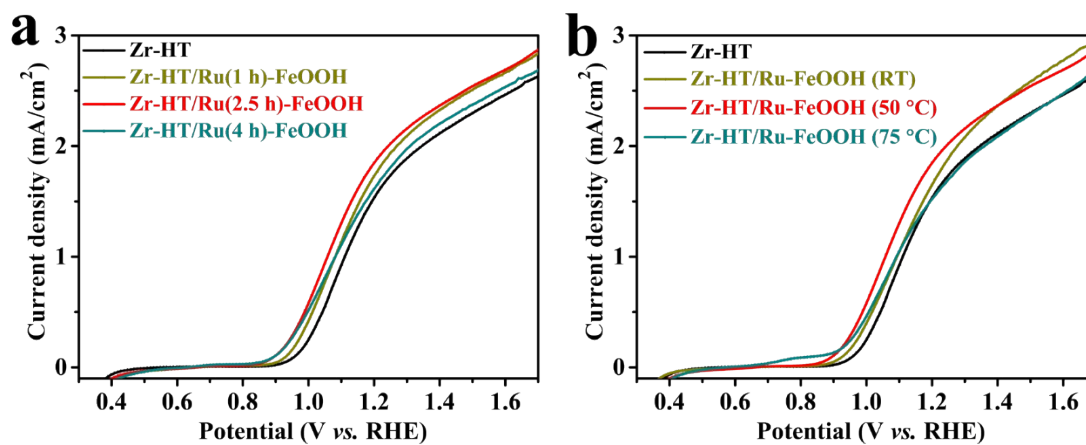 a
Zr-HT
Zr-HT/Ru(1 h)-FeOOH
Zr-HT/Ru(2.5 h)-FeOOH
Zr-HT/Ru(4 h)-FeOOH
Current density (mA/cm²)
3
2
1
0
0.4 0.6 0.8 1.0 1.2 1.4 1.6
Potential (V vs. RHE)
b
Zr-HT
Zr-HT/Ru-FeOOH (RT)
Zr-HT/Ru-FeOOH (50 °C)
Zr-HT/Ru-FeOOH (75 °C)
Current density (mA/cm²)
3
2
1
0
0.4 0.6 0.8 1.0 1.2 1.4 1.6
Potential (V vs. RHE)